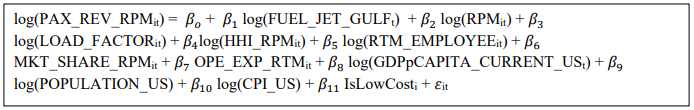 log(PAX_REV_RPMit) = βo + β1 log(FUEL_JET_GULFt) + β2 log(RPMit) + β3
log(LOAD_FACTORit) + β4log(HHI_RPMit) + β5 log(RTM_EMPLOYEEit) + β6
MKT_SHARE_RPMit + β7 OPE_EXP_RTMit + β8 log(GDPpCAPITA_CURRENT_USt) + β9
log(POPULATION_US) + β10 log(CPI_US) + β11 IsLowCosti + εit